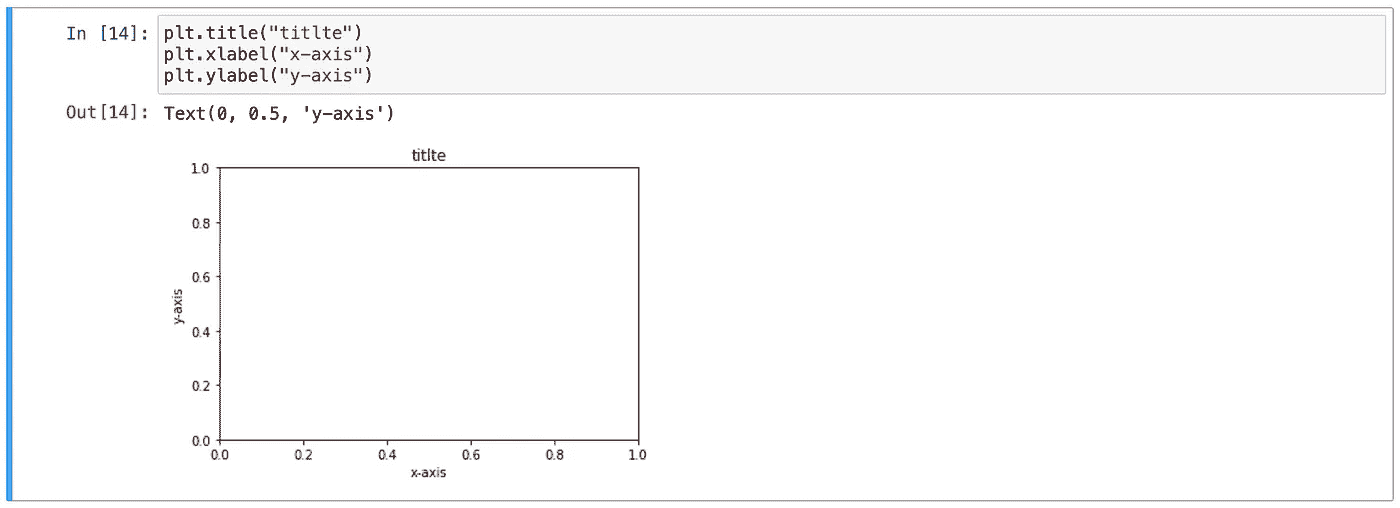 In [14]: plt.title("titlte")
plt.xlabel("x-axis")
plt.ylabel("y-axis")
Out[14]: Text(0, 0.5, 'y-axis')
titlte
1.0
0.8
0.6
0.4
0.2
0.0
y-axis
0.0 0.2 0.4 0.6 0.8 1.0
x-axis